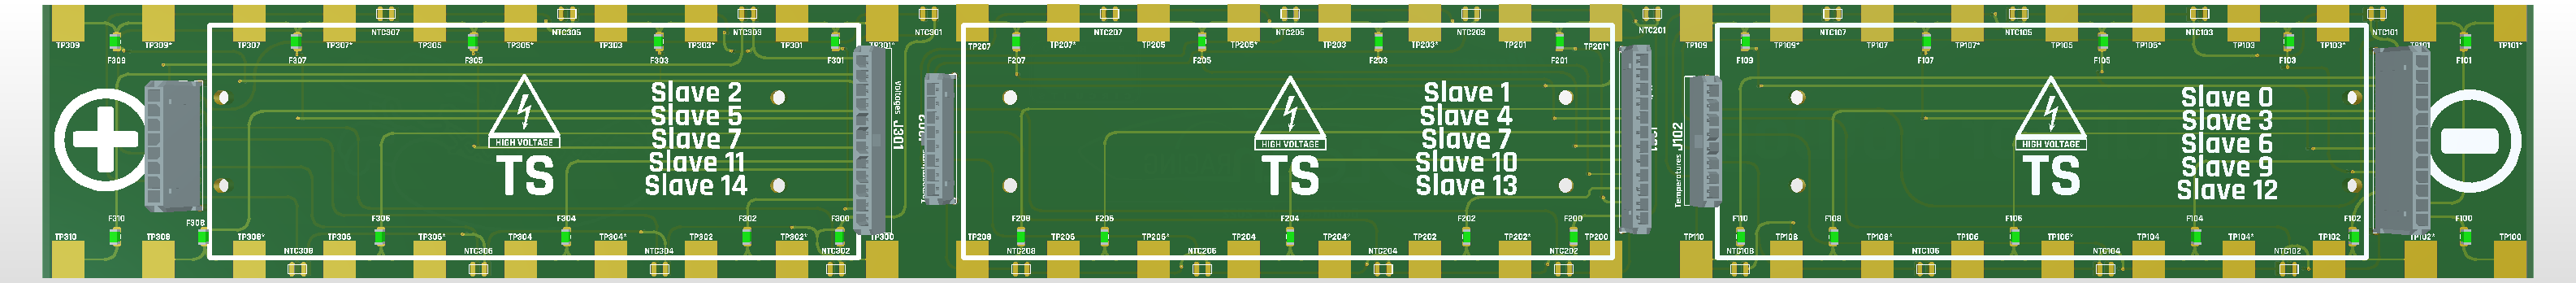 NTC307 NTC305 NTC303 NTC301 NTC207 NTC205 NTC203 NTC201 NTC107 NTC105 NTC103 NTC101
TP309 TP309* TP307 TP307* TP305 TP305* TP303 TP303* TP301 TP301* TP207 TP207* TP205 TP205* TP203 TP203* TP201 TP201* TP109 TP109* TP107 TP107* TP105 TP105* TP103 TP103* TP101 TP101*
F309 F307 F305 F303 F301 F207 F205 F203 F201 F109 F107 F105 F103 F101
HIGH VOLTAGE
TS
Slave 2
Slave 5
Slave 7
Slave 11
Slave 14
Voltages J301
HIGH VOLTAGE
TS
Slave 1
Slave 4
Slave 7
Slave 10
Slave 13
Temperatures J102
HIGH VOLTAGE
TS
Slave 0
Slave 3
Slave 6
Slave 9
Slave 12
F310 F308 F306 F304 F302 F300 F208 F206 F204 F202 F200 F110 F108 F106 F104 F102 F100
TP310 TP308 TP308* TP306 TP306* TP304 TP304* TP302 TP302* TP300 TP208 TP206 TP206* TP204 TP204* TP202 TP202* TP200 TP110 TP108 TP108* TP106 TP106* TP104 TP104* TP102 TP102* TP100
NTC308 NTC306 NTC304 NTC302 NTC208 NTC206 NTC204 NTC202 NTC108 NTC106 NTC104 NTC102